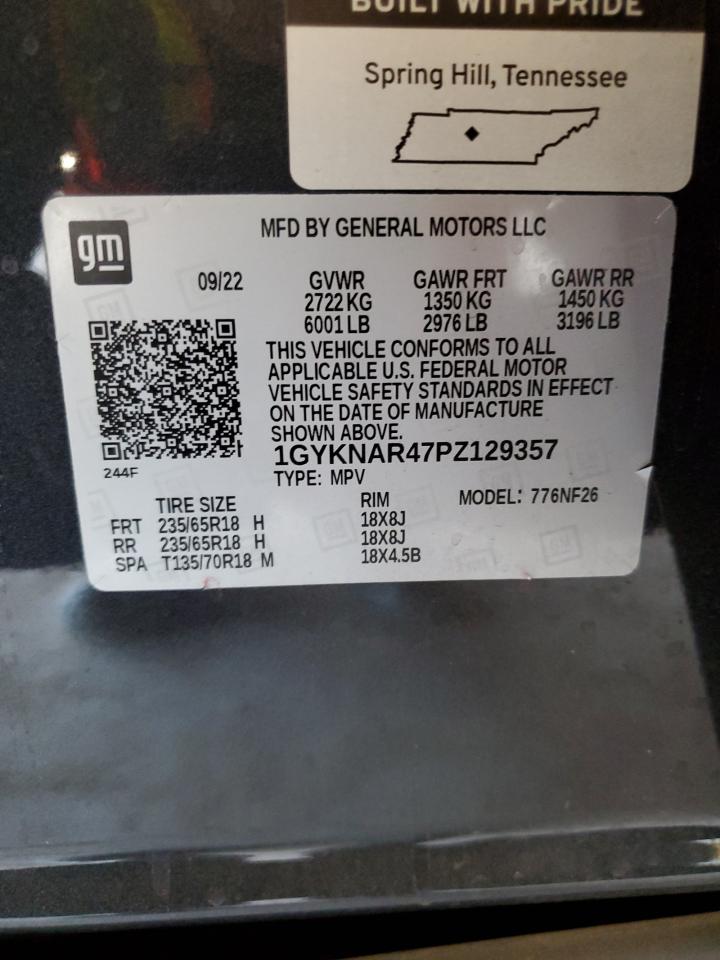 BUILT WITH PRIDE
Spring Hill, Tennessee
gm
MFD BY GENERAL MOTORS LLC
09/22 GVWR GAWR FRT GAWR RR
2722 KG 1350 KG 1450 KG
6001 LB 2976 LB 3196 LB
THIS VEHICLE CONFORMS TO ALL
APPLICABLE U.S. FEDERAL MOTOR
VEHICLE SAFETY STANDARDS IN EFFECT
ON THE DATE OF MANUFACTURE
SHOWN ABOVE.
1GYKNAR47PZ129357
244F
TYPE: MPV
TIRE SIZE RIM MODEL: 776NF26
FRT 235/65R18 H 18X8J
RR 235/65R18 H 18X8J
SPA T135/70R18 M 18X4.5B